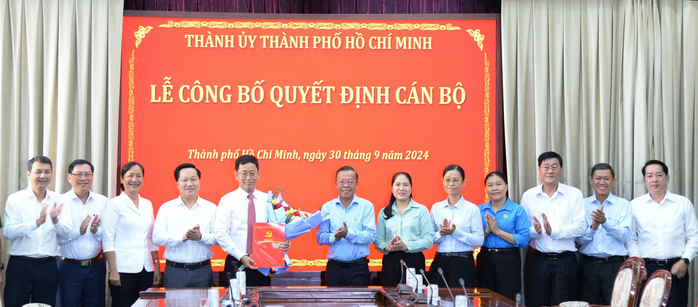 THÀNH ỦY THÀNH PHỐ HỒ CHÍ MINH
LỄ CÔNG BỐ QUYẾT ĐỊNH CÁN BỘ
Thành phố Hồ Chí Minh, ngày 30 tháng 9 năm 2024